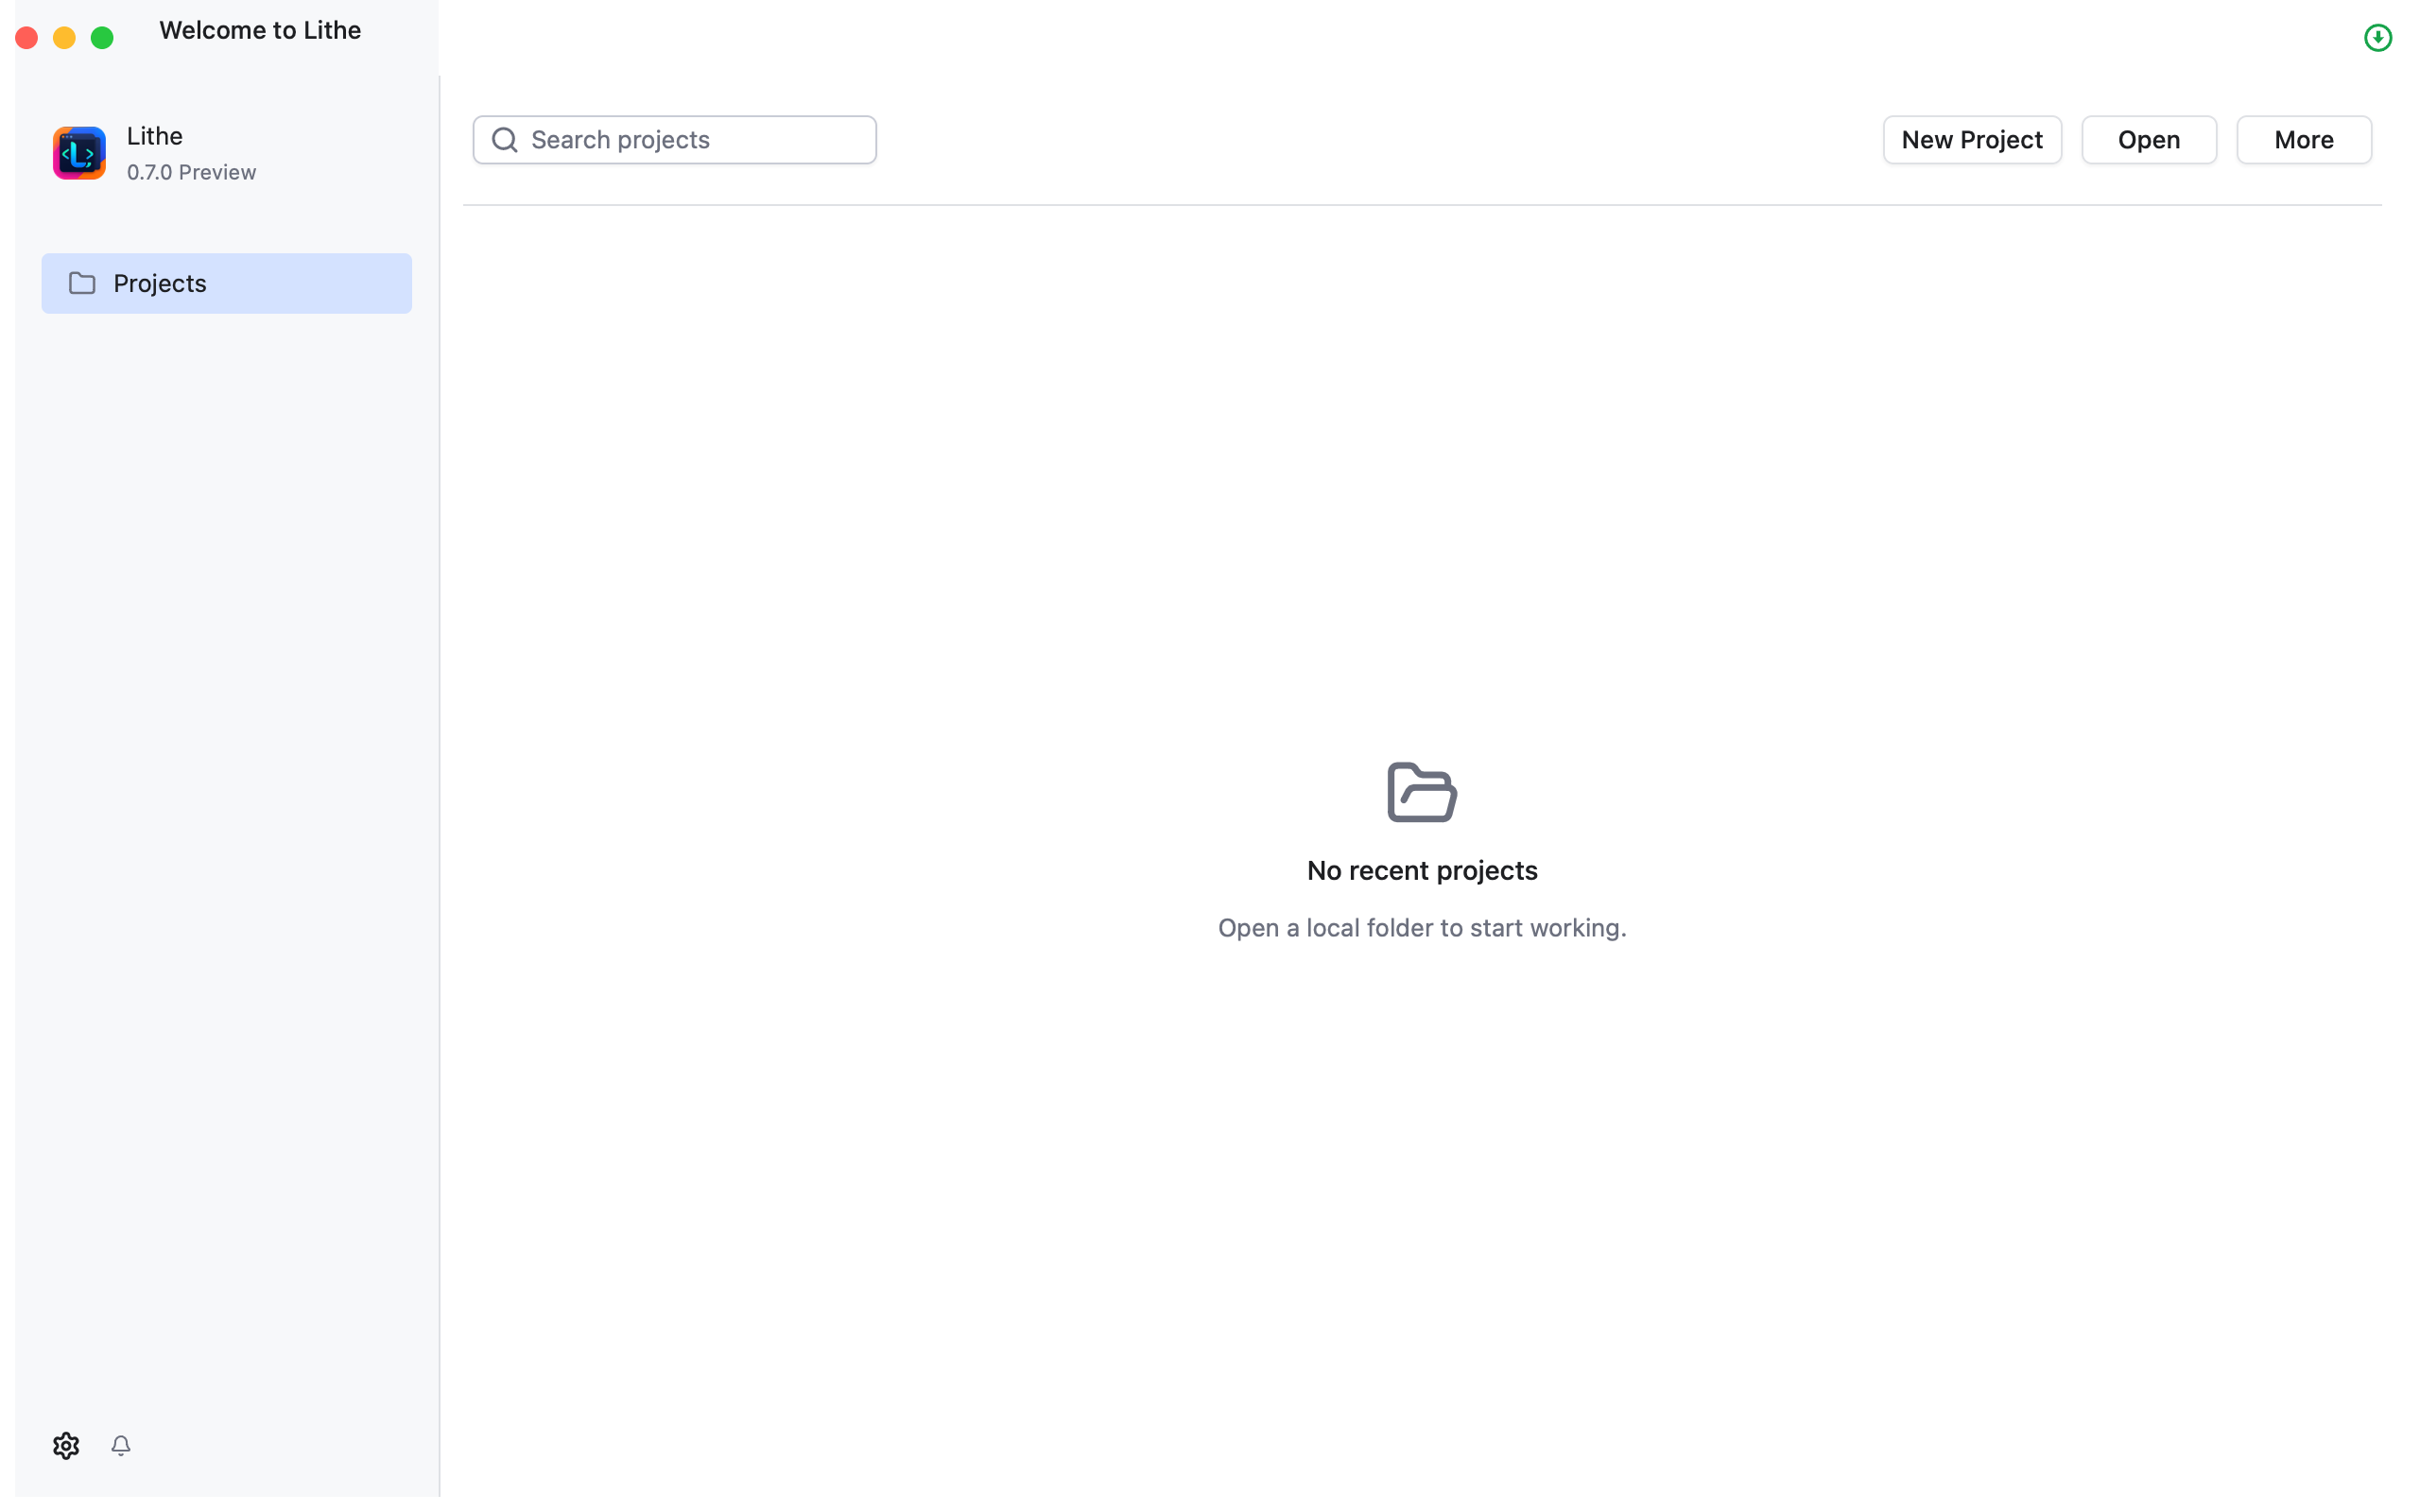 Welcome to Lithe
Lithe
0.7.0 Preview
Projects
Search projects
New Project
Open
More
No recent projects
Open a local folder to start working.